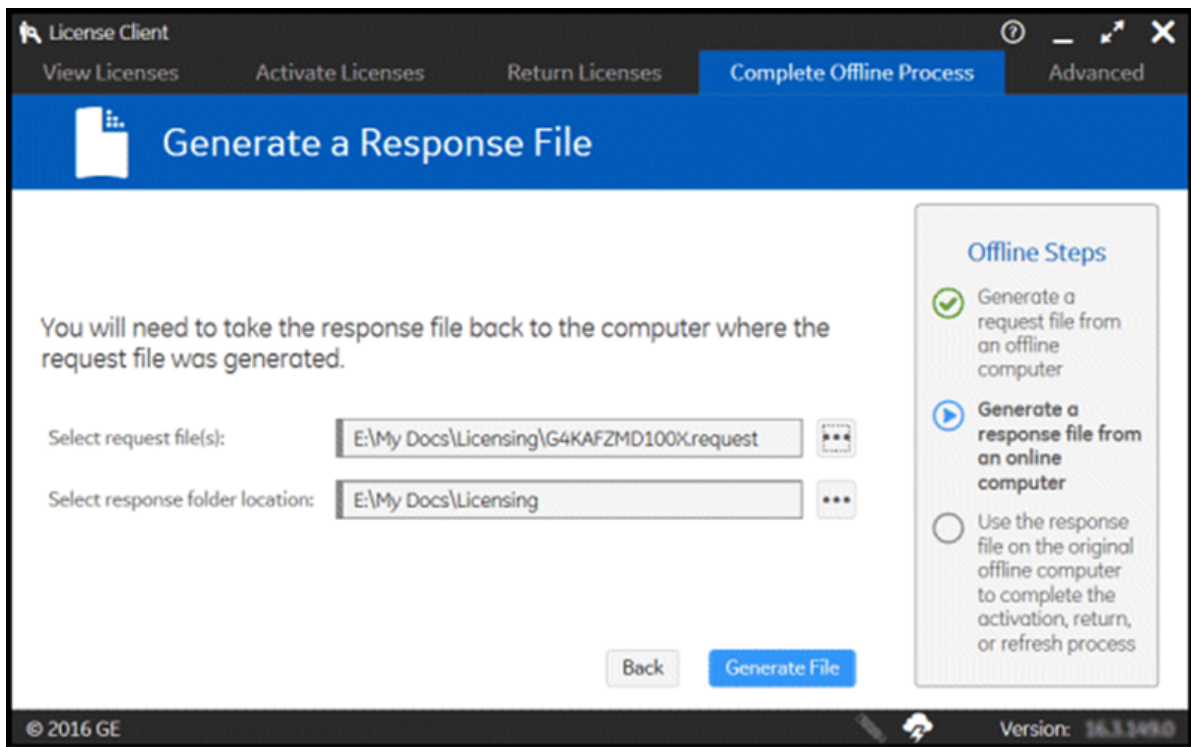 License Client
View Licenses Activate Licenses Return Licenses Complete Offline Process Advanced
Generate a Response File
You will need to take the response file back to the computer where the
request file was generated.
Select request file(s): E:\My Docs\Licensing\G4KAFZMD100X.request
Select response folder location: E:\My Docs\Licensing
Back Generate File
Offline Steps
Generate a
request file from
an offline
computer
Generate a
response file from
an online
computer
Use the response
file on the original
offline computer
to complete the
activation, return,
or refresh process
© 2016 GE Version: